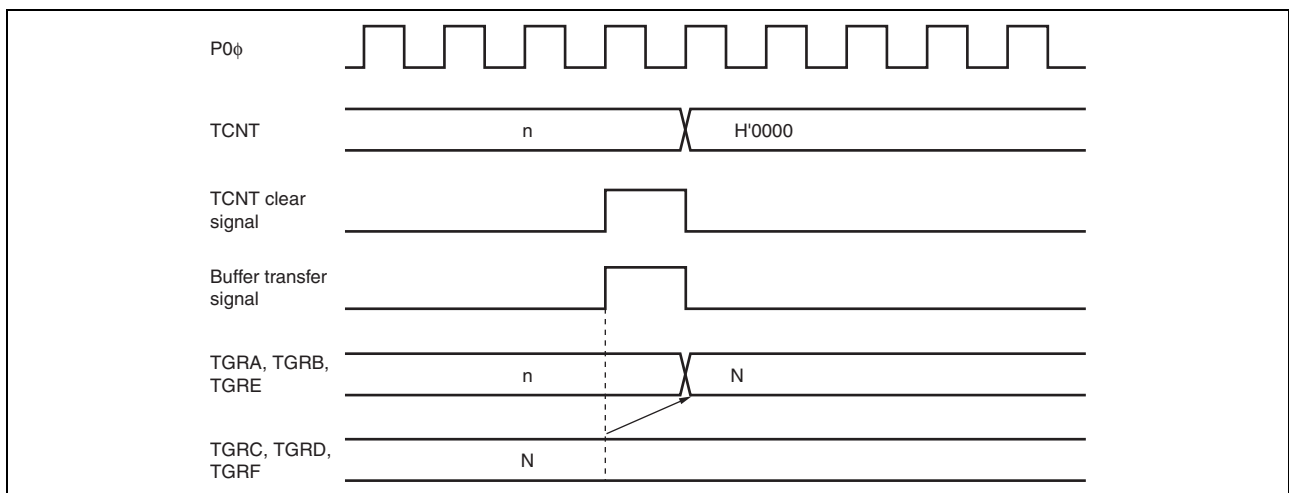 P0ϕ
TCNT
n
H'0000
TCNT clear
signal
Buffer transfer
signal
TGRA, TGRB,
TGRE
n
N
TGRC, TGRD,
TGRF
N